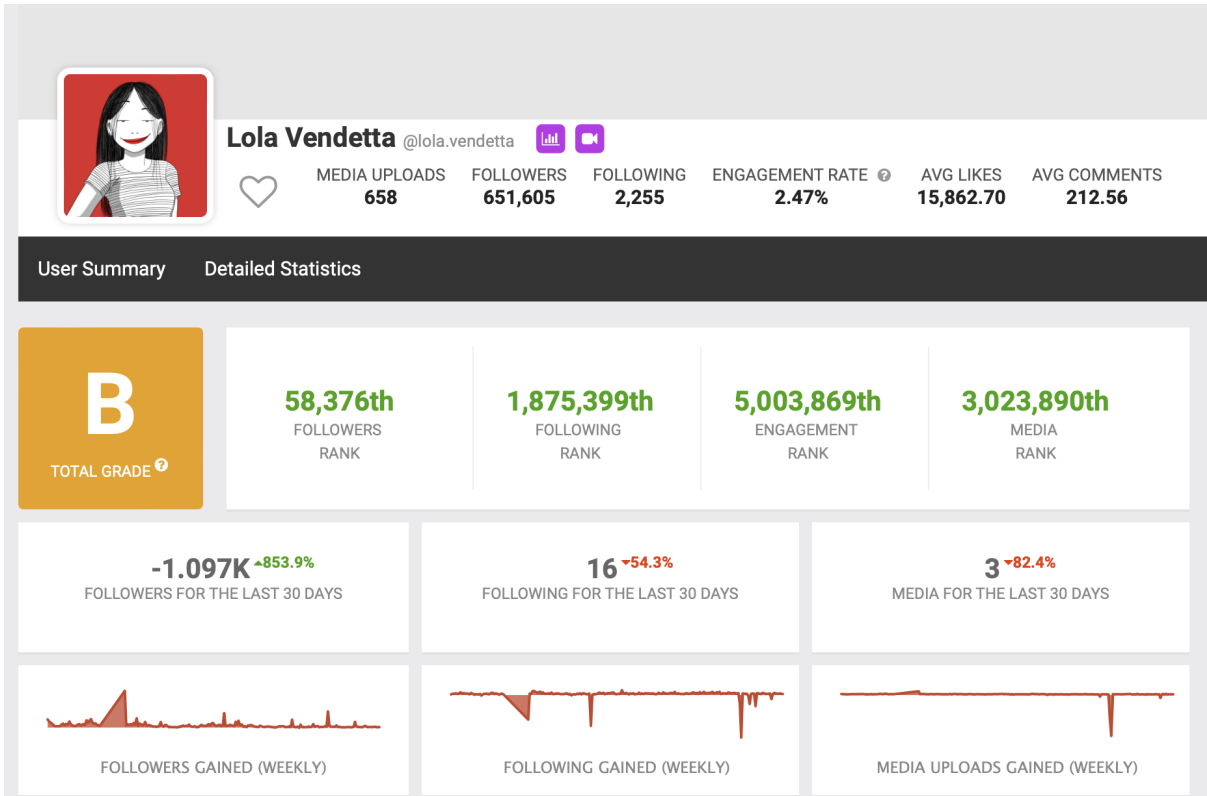 Lola Vendetta @lola.vendetta
MEDIA UPLOADS FOLLOWERS FOLLOWING ENGAGEMENT RATE ? AVG LIKES AVG COMMENTS
658 651,605 2,255 2.47% 15,862.70 212.56
User Summary Detailed Statistics
B
TOTAL GRADE ?
58,376th 1,875,399th 5,003,869th 3,023,890th
FOLLOWERS FOLLOWING ENGAGEMENT MEDIA
RANK RANK RANK RANK
-1.097K 853.9% 16 54.3% 3 82.4%
FOLLOWERS FOR THE LAST 30 DAYS FOLLOWING FOR THE LAST 30 DAYS MEDIA FOR THE LAST 30 DAYS
FOLLOWERS GAINED (WEEKLY) FOLLOWING GAINED (WEEKLY) MEDIA UPLOADS GAINED (WEEKLY)